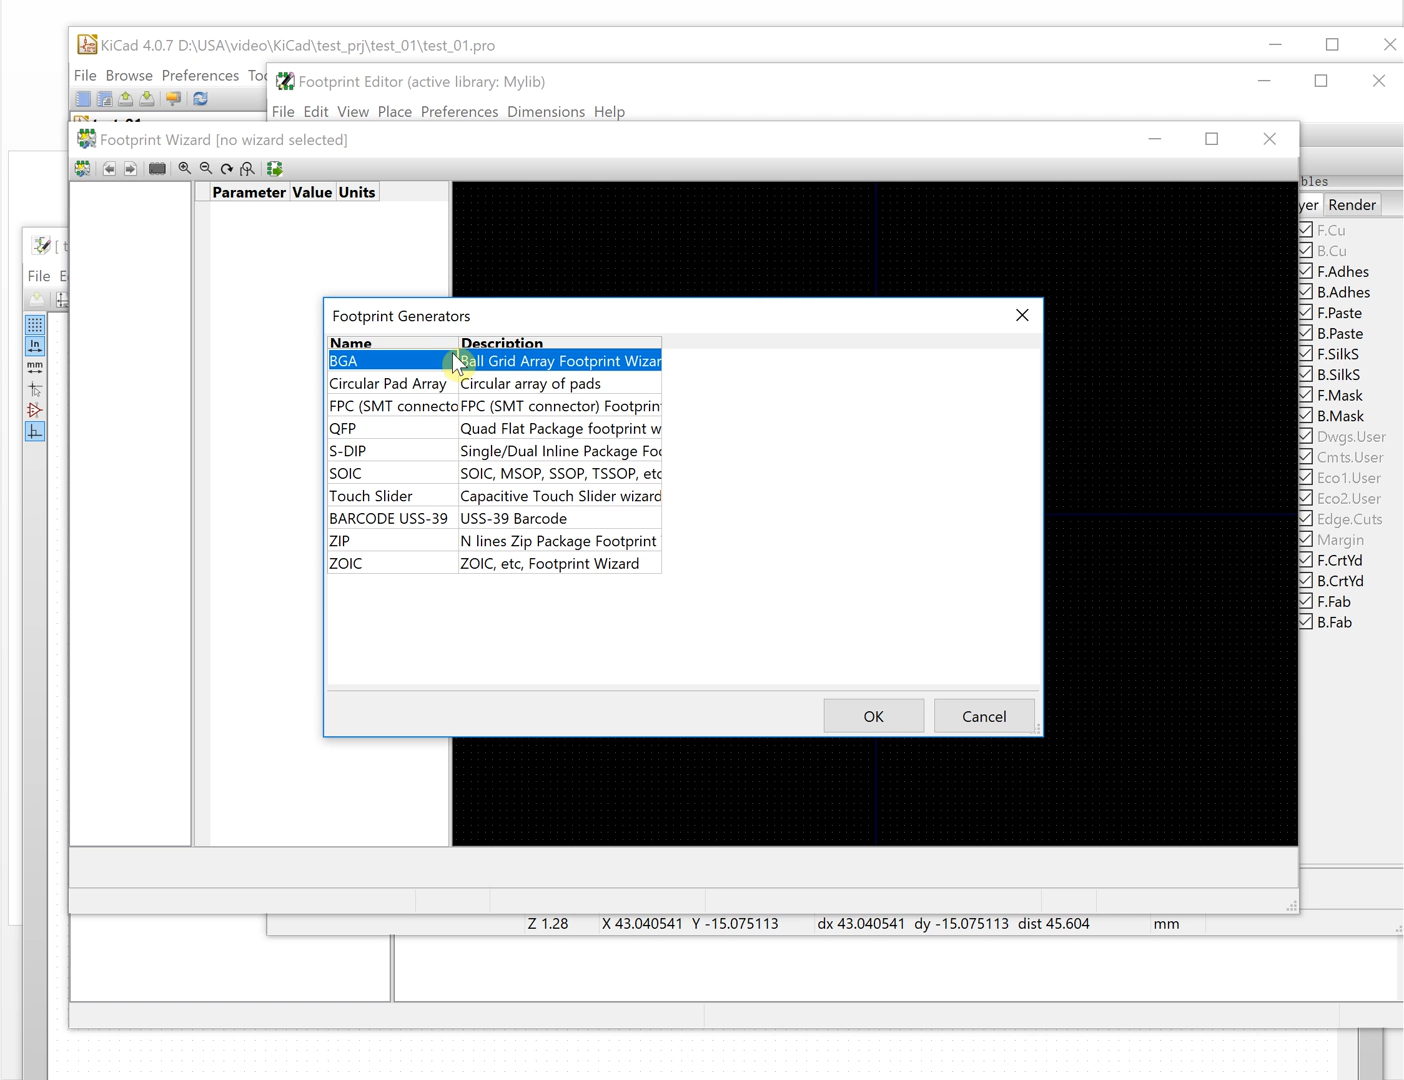 KiCad 4.0.7 D:\USA\video\KiCad\test_prj\test_01\test_01.pro
File Browse Preferences
Footprint Editor (active library: Mylib)
File Edit View Place Preferences Dimensions Help
Footprint Wizard [no wizard selected]
Parameter Value Units
bles
yer Render
F.Cu
B.Cu
F.Adhes
B.Adhes
F.Paste
B.Paste
F.SilkS
B.SilkS
F.Mask
B.Mask
Dwgs.User
Cmts.User
Eco1.User
Eco2.User
Edge.Cuts
Margin
F.CrtYd
B.CrtYd
F.Fab
B.Fab
[ t
File E
In
mm
Footprint Generators
Name Description
BGA Ball Grid Array Footprint Wizar
Circular Pad Array Circular array of pads
FPC (SMT connecto FPC (SMT connector) Footprin
QFP Quad Flat Package footprint w
S-DIP Single/Dual Inline Package Fo
SOIC SOIC, MSOP, SSOP, TSSOP, etc
Touch Slider Capacitive Touch Slider wizard
BARCODE USS-39 USS-39 Barcode
ZIP N lines Zip Package Footprint
ZOIC ZOIC, etc, Footprint Wizard
OK Cancel
Z 1.28 X 43.040541 Y -15.075113 dx 43.040541 dy -15.075113 dist 45.604 mm